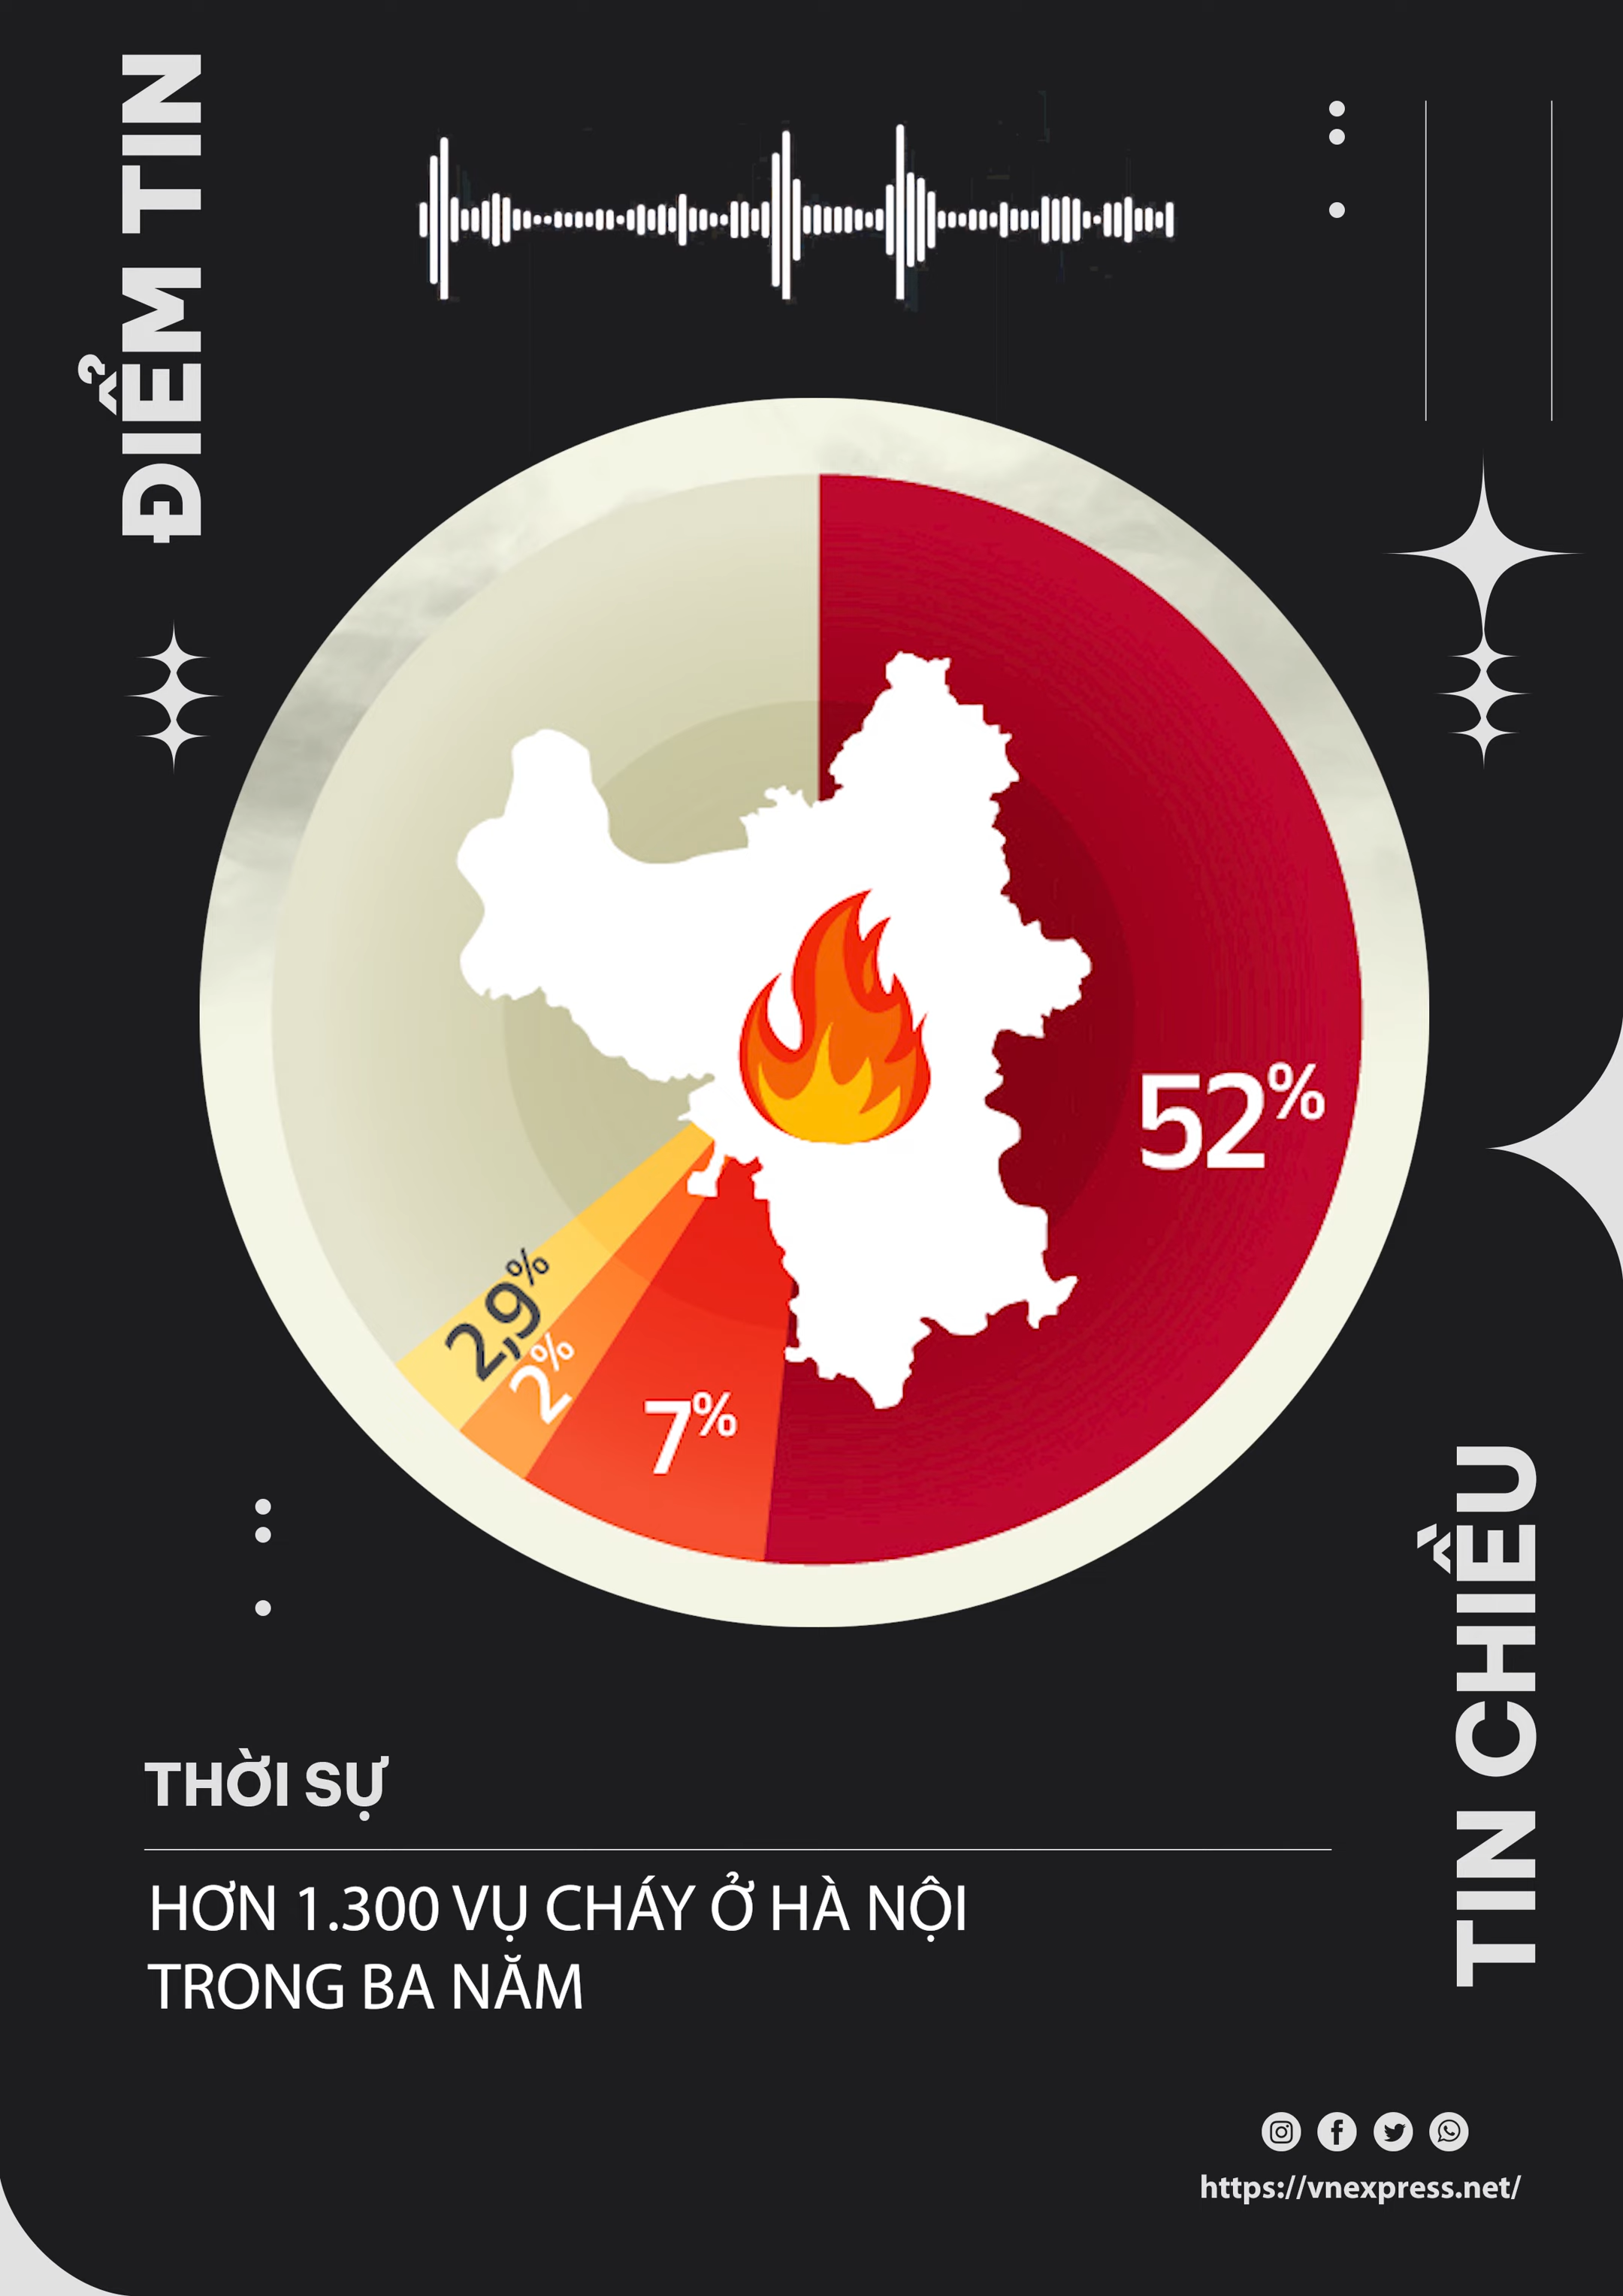 ĐIỂM TIN
52%
2,9%
2%
7%
TIN CHIỀU
THỜI SỰ
HƠN 1.300 VỤ CHÁY Ở HÀ NỘI
TRONG BA NĂM
https://vnexpress.net/